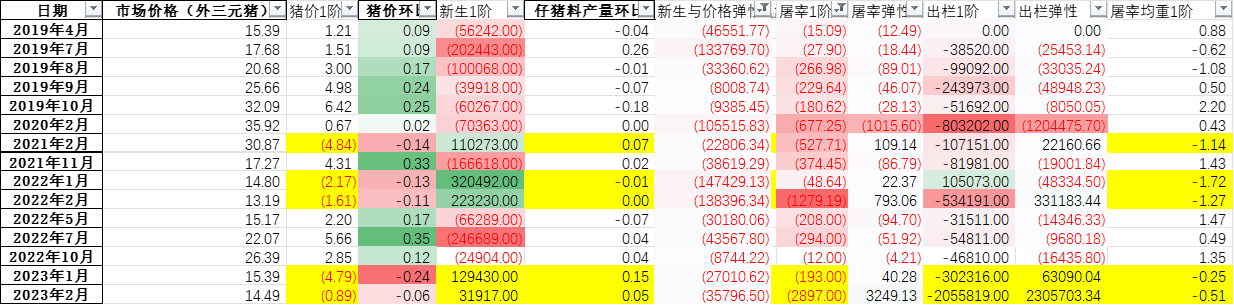 日期 市场价格（外三元猪） 猪价1阶 猪价环比 新生1阶 仔猪料产量环比 新生与价格弹性 屠宰1阶 屠宰弹性 出栏1阶 出栏弹性 屠宰均重1阶
2019年4月 15.39 1.21 0.09 (56242.00) -0.04 (46551.77) (15.09) (12.49) 0.00 0.00 0.88
2019年7月 17.68 1.51 0.09 (202443.00) 0.26 (133769.70) (27.90) (18.44) -38520.00 (25453.14) -0.62
2019年8月 20.68 3.00 0.17 (100068.00) -0.01 (33360.62) (266.98) (89.01) -99092.00 (33035.24) -1.08
2019年9月 25.66 4.98 0.24 (39918.00) -0.07 (8008.74) (229.64) (46.07) -243973.00 (48948.23) 0.50
2019年10月 32.09 6.42 0.25 (60267.00) -0.18 (9385.45) (180.62) (28.13) -51692.00 (8050.05) 2.20
2020年2月 35.92 0.67 0.02 (70363.00) 0.00 (105515.83) (677.25) (1015.60) -803202.00 (1204475.70) 0.43
2021年2月 30.87 (4.84) -0.14 110273.00 0.07 (22806.34) (527.71) 109.14 -107151.00 22160.66 -1.14
2021年11月 17.27 4.31 0.33 (166618.00) 0.02 (38619.29) (374.45) (86.79) -81981.00 (19001.84) 1.43
2022年1月 14.80 (2.17) -0.13 320492.00 -0.01 (147429.13) (48.64) 22.37 105073.00 (48334.50) -1.72
2022年2月 13.19 (1.61) -0.11 223230.00 0.00 (138396.34) (1279.19) 793.06 -534191.00 331183.44 -1.27
2022年5月 15.17 2.20 0.17 (66289.00) -0.07 (30180.06) (208.00) (94.70) -31511.00 (14346.33) 1.47
2022年7月 22.07 5.66 0.35 (246689.00) 0.04 (43567.80) (294.00) (51.92) -54811.00 (9680.18) 0.49
2022年10月 26.39 2.85 0.12 (24904.00) 0.04 (8744.22) (12.00) (4.21) -46810.00 (16435.80) 1.35
2023年1月 15.39 (4.79) -0.24 129430.00 0.15 (27010.62) (193.00) 40.28 -302316.00 63090.04 -0.25
2023年2月 14.49 (0.89) -0.06 31917.00 0.05 (35796.50) (2897.00) 3249.13 -2055819.00 2305703.34 -0.51